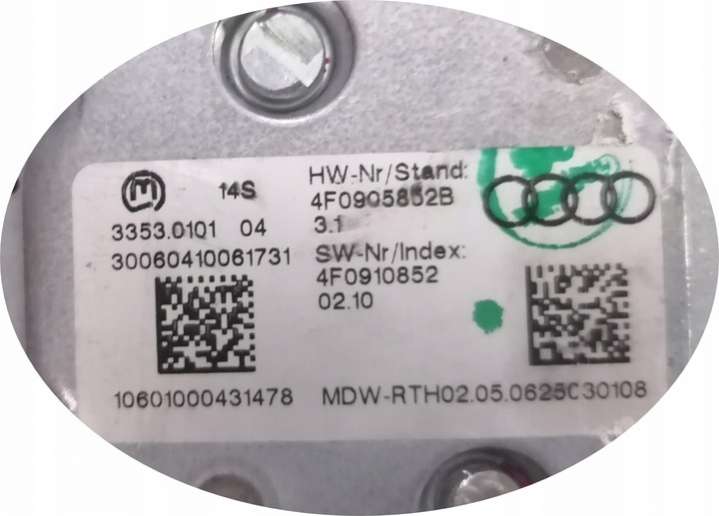 M
14S
3353.0101 04
30060410061731
HW-Nr/Stand:
4F0905852B
3.1
SW-Nr/Index:
4F0910852
02.10
10601000431478
MDW-RTH02.05.0625030108